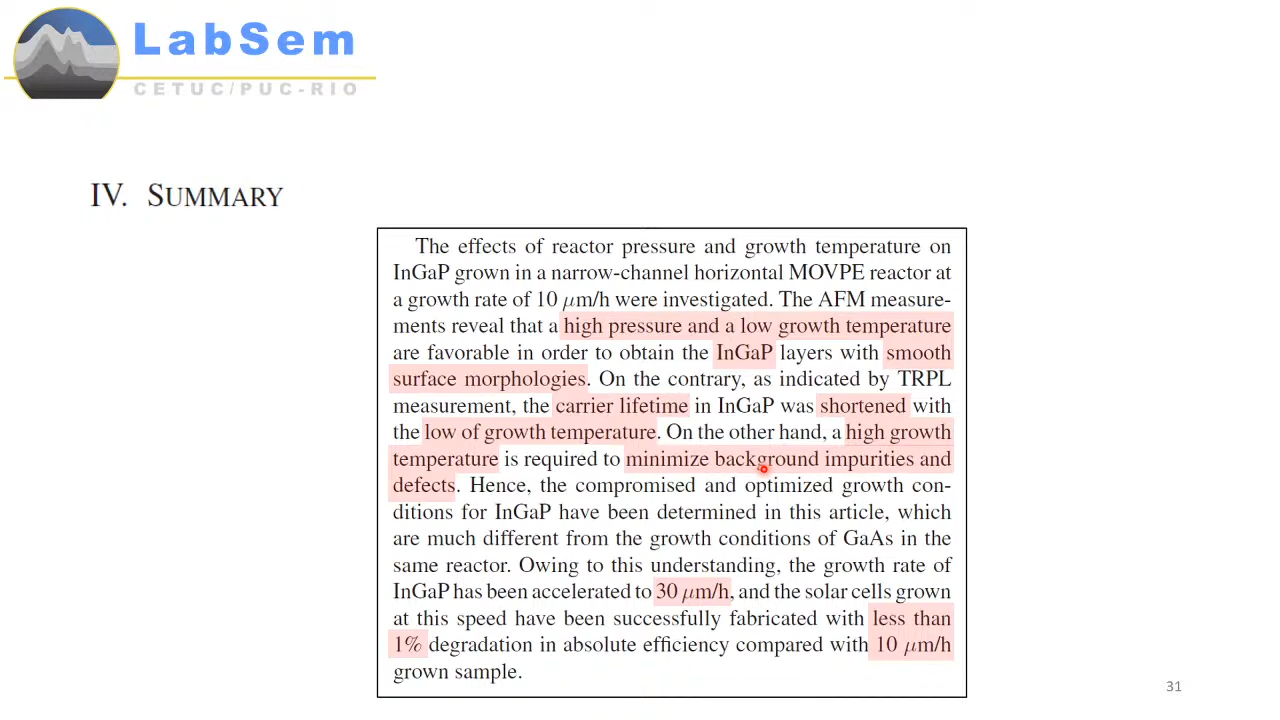 LabSem
CETUC/PUC-RIO
IV. SUMMARY
The effects of reactor pressure and growth temperature on
InGaP grown in a narrow-channel horizontal MOVPE reactor at
a growth rate of 10 μm/h were investigated. The AFM measure-
ments reveal that a high pressure and a low growth temperature
are favorable in order to obtain the InGaP layers with smooth
surface morphologies. On the contrary, as indicated by TRPL
measurement, the carrier lifetime in InGaP was shortened with
the low of growth temperature. On the other hand, a high growth
temperature is required to minimize background impurities and
defects. Hence, the compromised and optimized growth con-
ditions for InGaP have been determined in this article, which
are much different from the growth conditions of GaAs in the
same reactor. Owing to this understanding, the growth rate of
InGaP has been accelerated to 30 μm/h, and the solar cells grown
at this speed have been successfully fabricated with less than
1% degradation in absolute efficiency compared with 10 μm/h
grown sample.
31